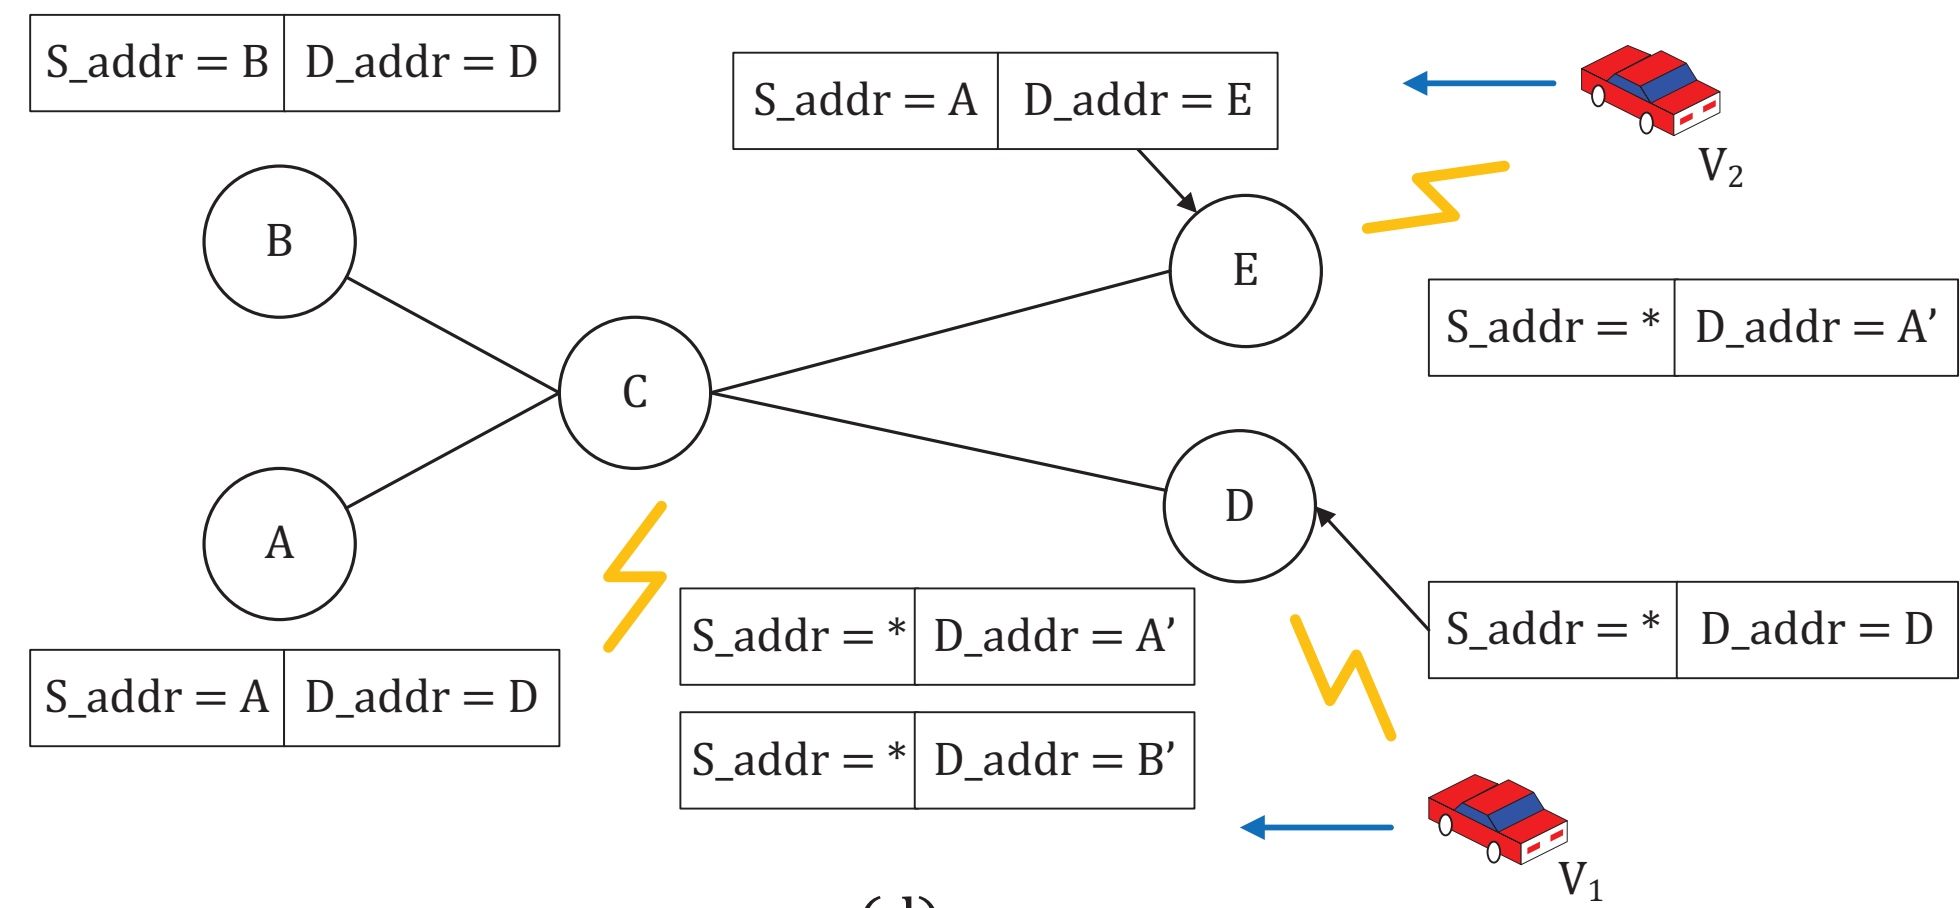 S_addr = B D_addr = D
S_addr = A D_addr = E
V2
B
E
S_addr = * D_addr = A’
C
D
A
S_addr = * D_addr = A’
S_addr = * D_addr = D
S_addr = A D_addr = D
S_addr = * D_addr = B’
V1
(d)